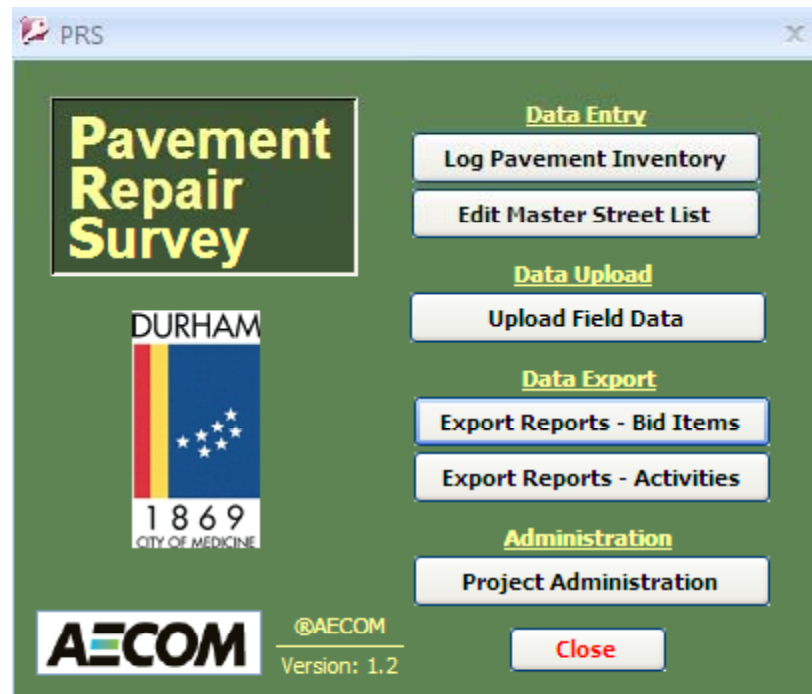 PRS
Pavement
Repair
Survey
DURHAM
1869
CITY OF MEDICINE
AECOM
®AECOM
Version: 1.2
Data Entry
Log Pavement Inventory
Edit Master Street List
Data Upload
Upload Field Data
Data Export
Export Reports - Bid Items
Export Reports - Activities
Administration
Project Administration
Close